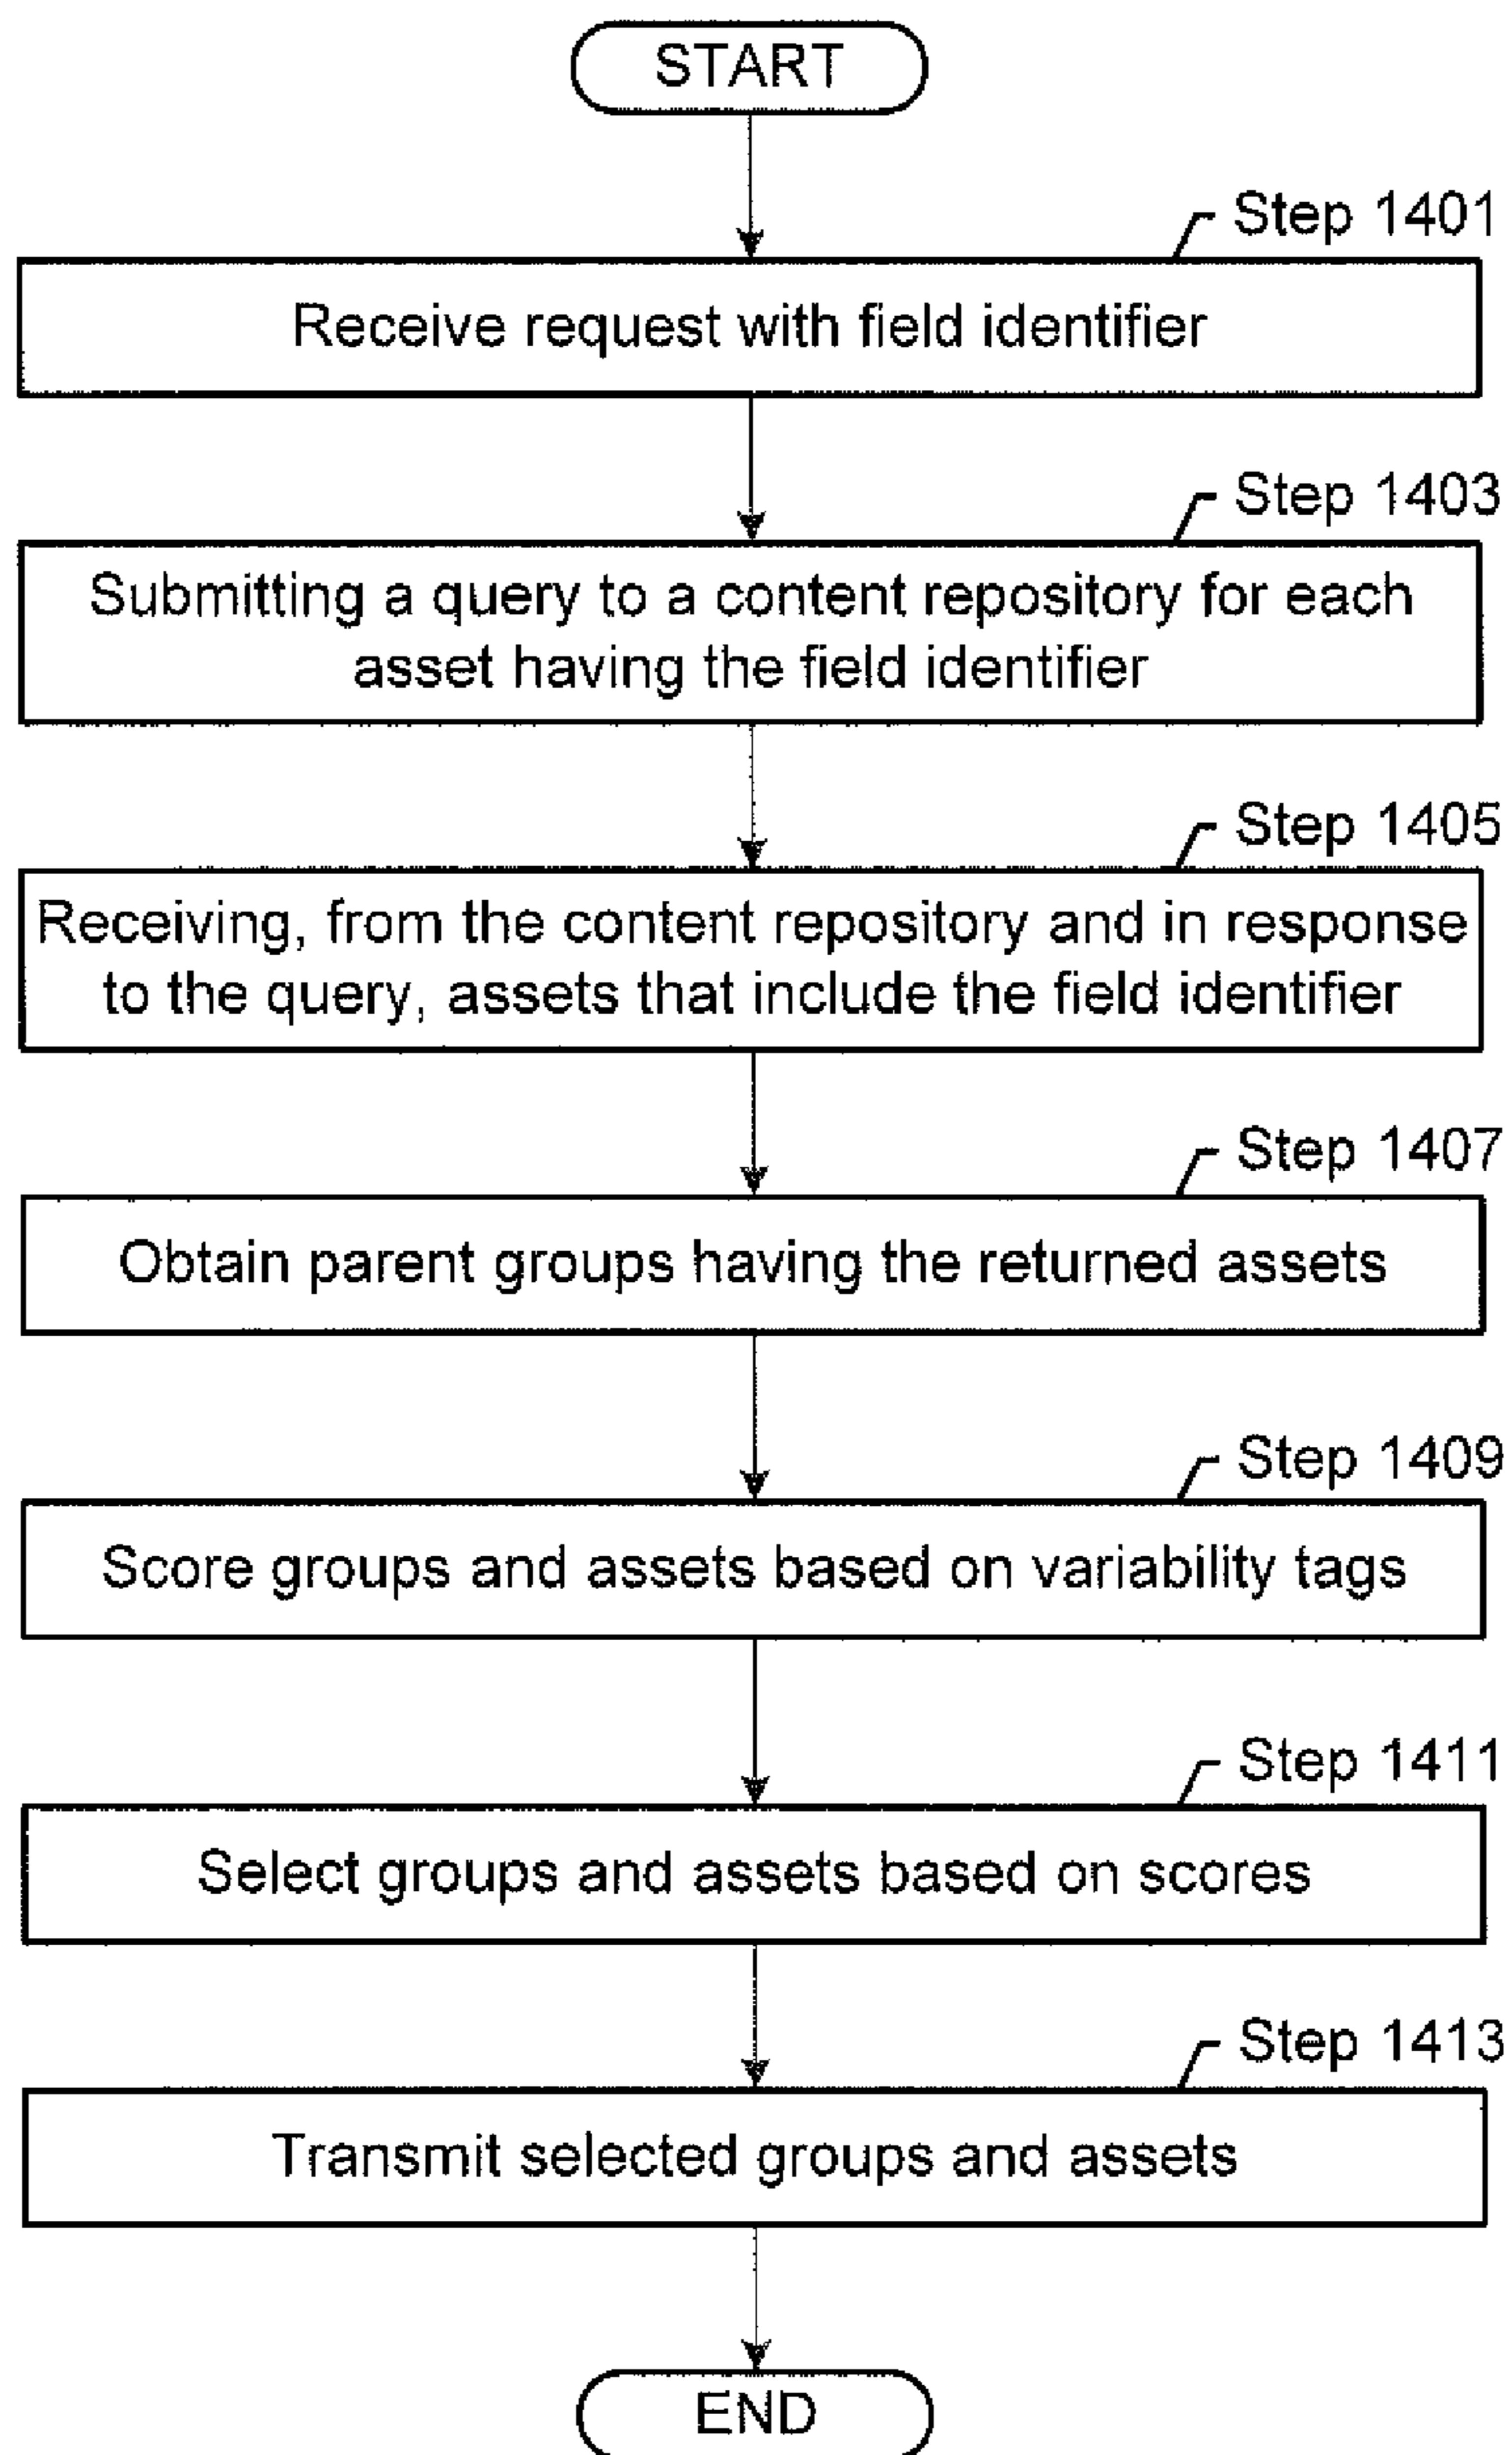 START
Step 1401
Receive request with field identifier
Step 1403
Submitting a query to a content repository for each
asset having the field identifier
Step 1405
Receiving, from the content repository and in response
to the query, assets that include the field identifier
Step 1407
Obtain parent groups having the returned assets
Step 1409
Score groups and assets based on variability tags
Step 1411
Select groups and assets based on scores
Step 1413
Transmit selected groups and assets
END